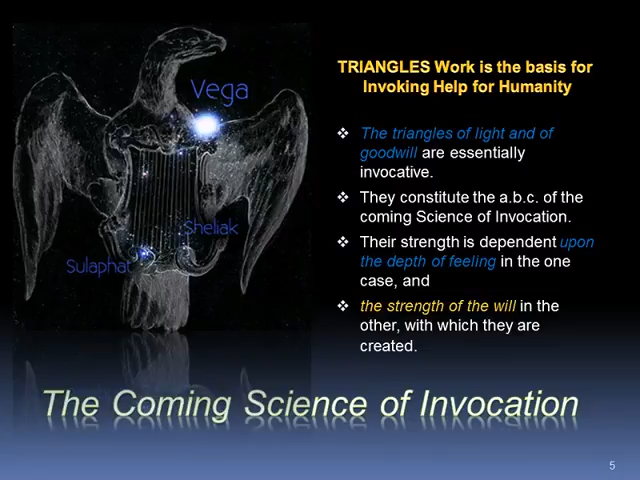 TRIANGLES Work is the basis for
Invoking Help for Humanity
Vega
❖ The triangles of light and of
goodwill are essentially
invocative.
❖ They constitute the a.b.c. of the
coming Science of Invocation.
Sheliak
❖ Their strength is dependent upon
the depth of feeling in the one
case, and
Sulaphat
❖ the strength of the will in the
other, with which they are
created.
The Coming Science of Invocation
5